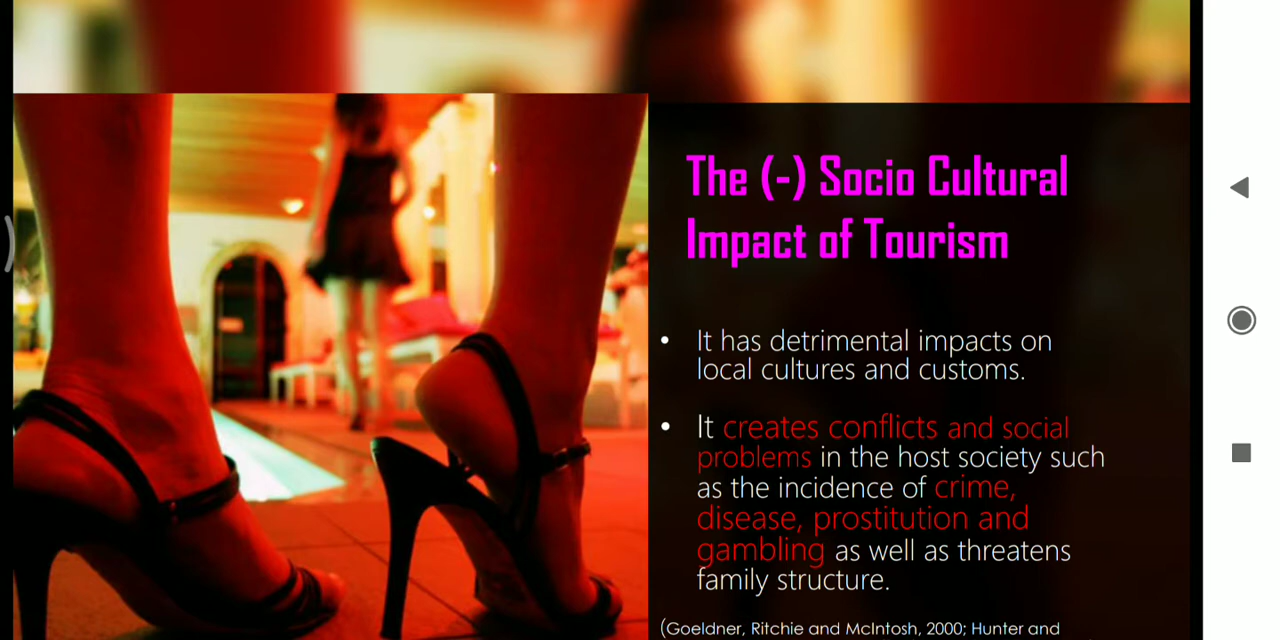 The (-) Socio Cultural
Impact of Tourism
• It has detrimental impacts on
local cultures and customs.
• It creates conflicts and social
problems in the host society such
as the incidence of crime,
disease, prostitution and
gambling as well as threatens
family structure.
(Goeldner, Ritchie and McIntosh, 2000; Hunter and